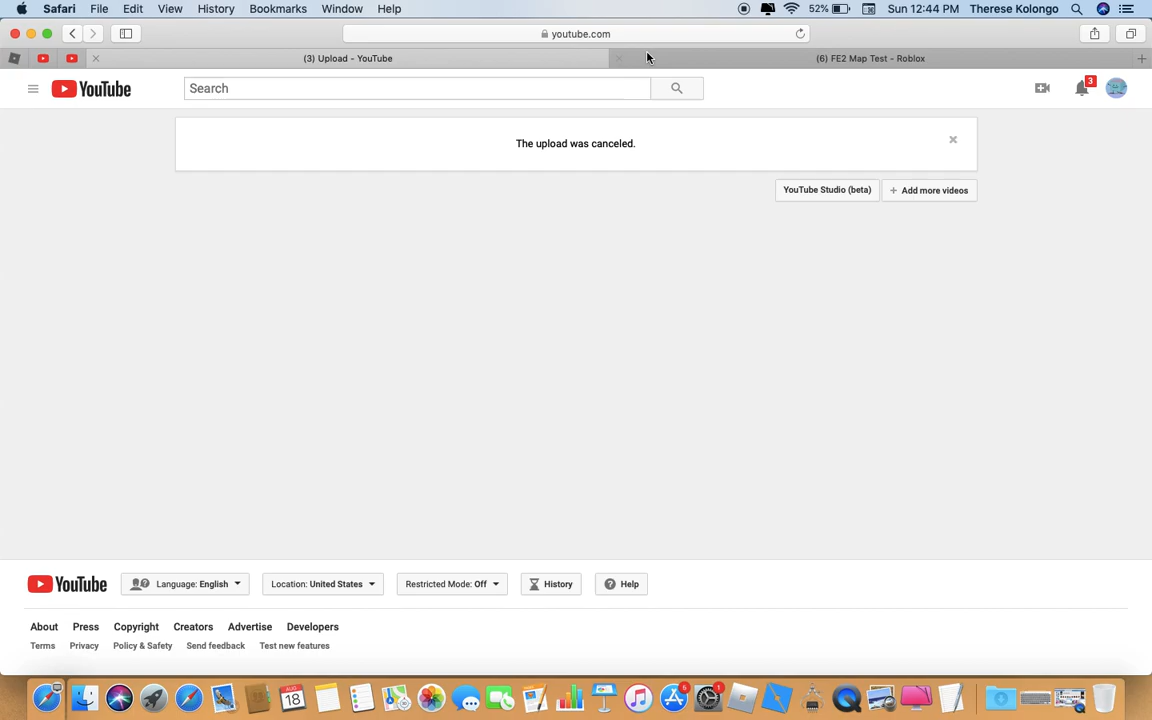 Safari File Edit View History Bookmarks Window Help 52% Sun 12:44 PM Therese Kolongo
youtube.com
(3) Upload - YouTube (6) FE2 Map Test - Roblox
YouTube Search 3
The upload was canceled.
YouTube Studio (beta) + Add more videos
YouTube Language: English Location: United States Restricted Mode: Off History Help
About Press Copyright Creators Advertise Developers
Terms Privacy Policy & Safety Send feedback Test new features
AUG 18 5 1